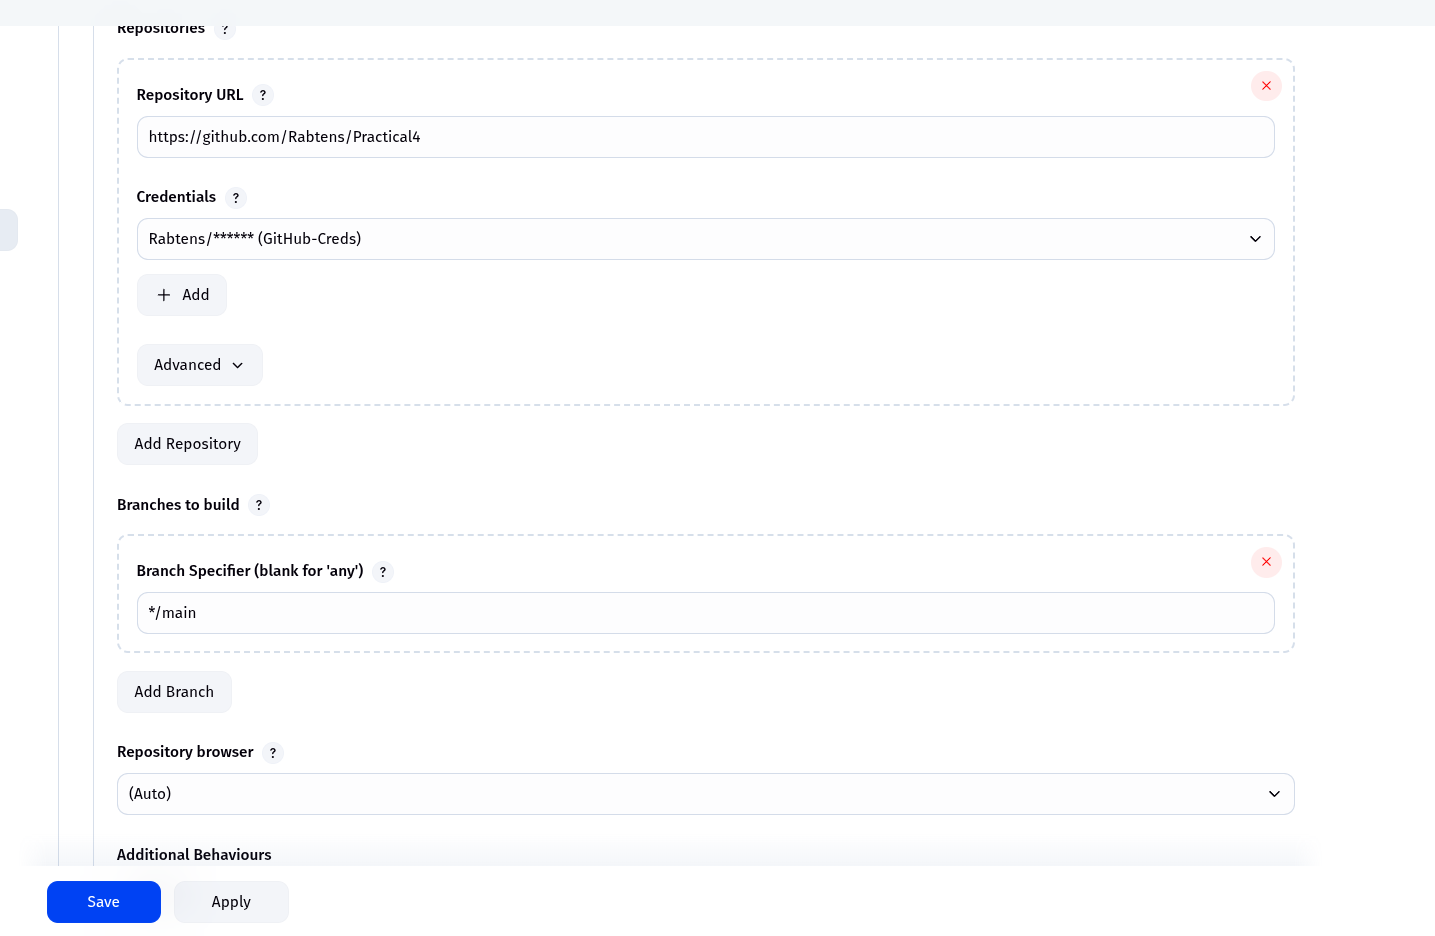 Repositories ?
Repository URL ?
https://github.com/Rabtens/Practical4
Credentials ?
Rabtens/****** (GitHub-Creds)
Add
Advanced
Add Repository
Branches to build ?
Branch Specifier (blank for 'any') ?
*/main
Add Branch
Repository browser ?
(Auto)
Additional Behaviours
Save Apply